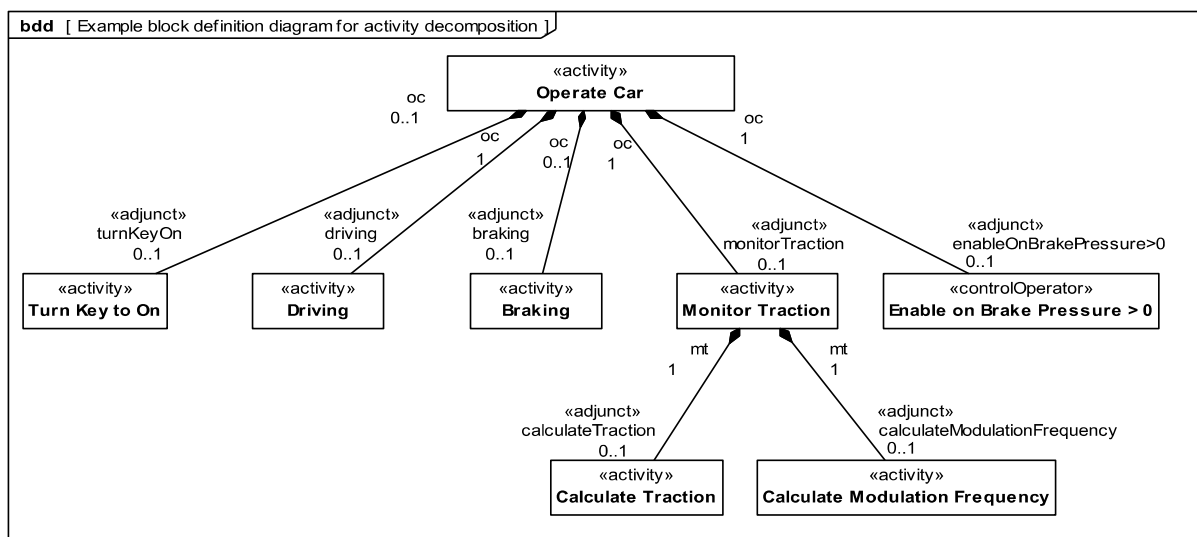 bdd [ Example block definition diagram for activity decomposition ]
«activity»
Operate Car
oc
0..1
oc
1
oc
0..1
oc
1
oc
1
«adjunct»
turnKeyOn
0..1
«adjunct»
driving
0..1
«adjunct»
braking
0..1
«adjunct»
monitorTraction
0..1
«adjunct»
enableOnBrakePressure>0
0..1
«activity»
Turn Key to On
«activity»
Driving
«activity»
Braking
«activity»
Monitor Traction
«controlOperator»
Enable on Brake Pressure > 0
mt
1
mt
1
«adjunct»
calculateTraction
0..1
«adjunct»
calculateModulationFrequency
0..1
«activity»
Calculate Traction
«activity»
Calculate Modulation Frequency